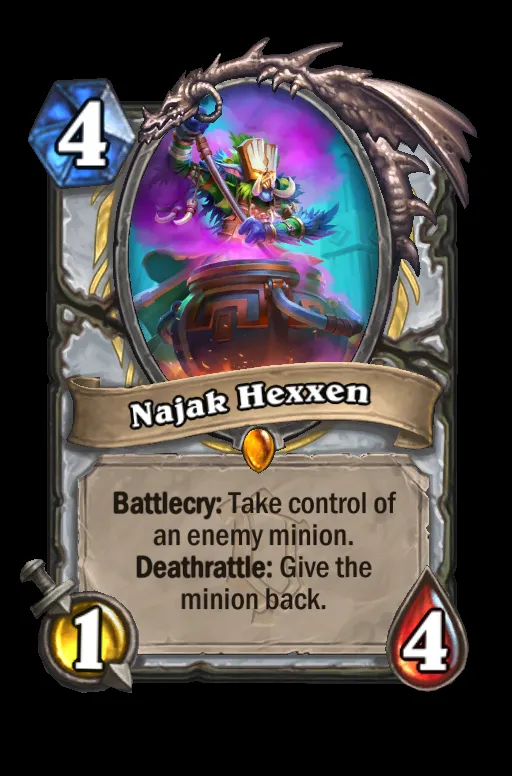 4
Najak Hexxen
Battlecry: Take control of
an enemy minion.
Deathrattle: Give the
minion back.
1
4